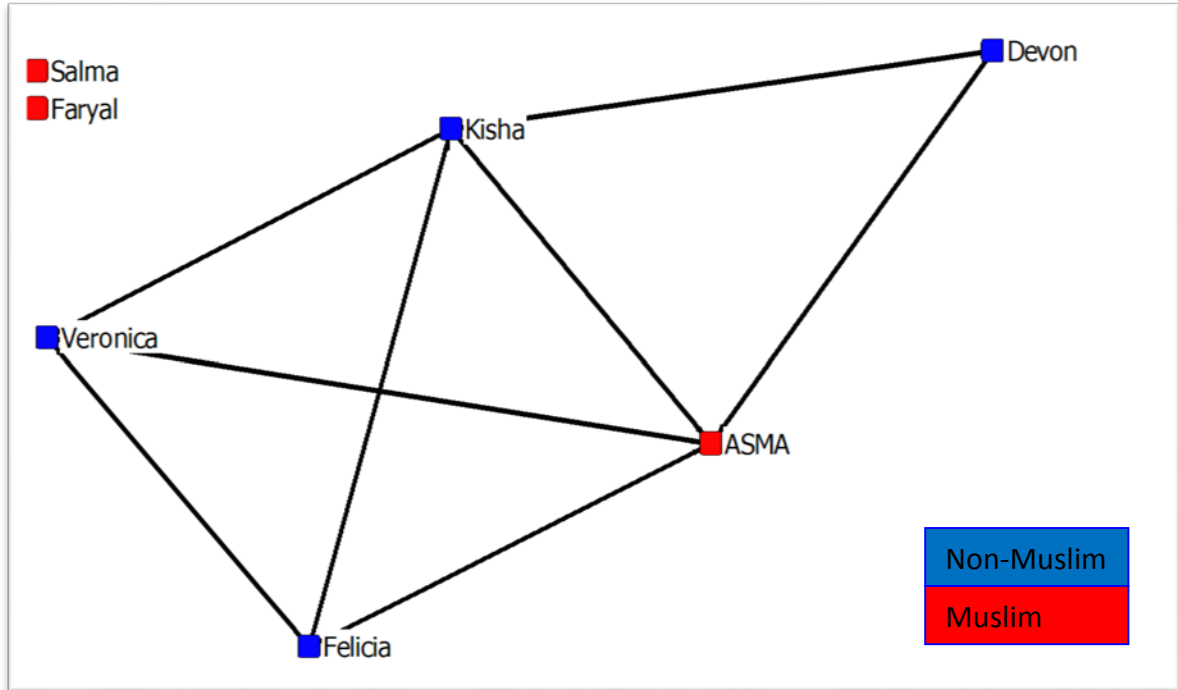 Devon
Salma
Faryal
Kisha
Veronica
ASMA
Felicia
Non-Muslim
Muslim